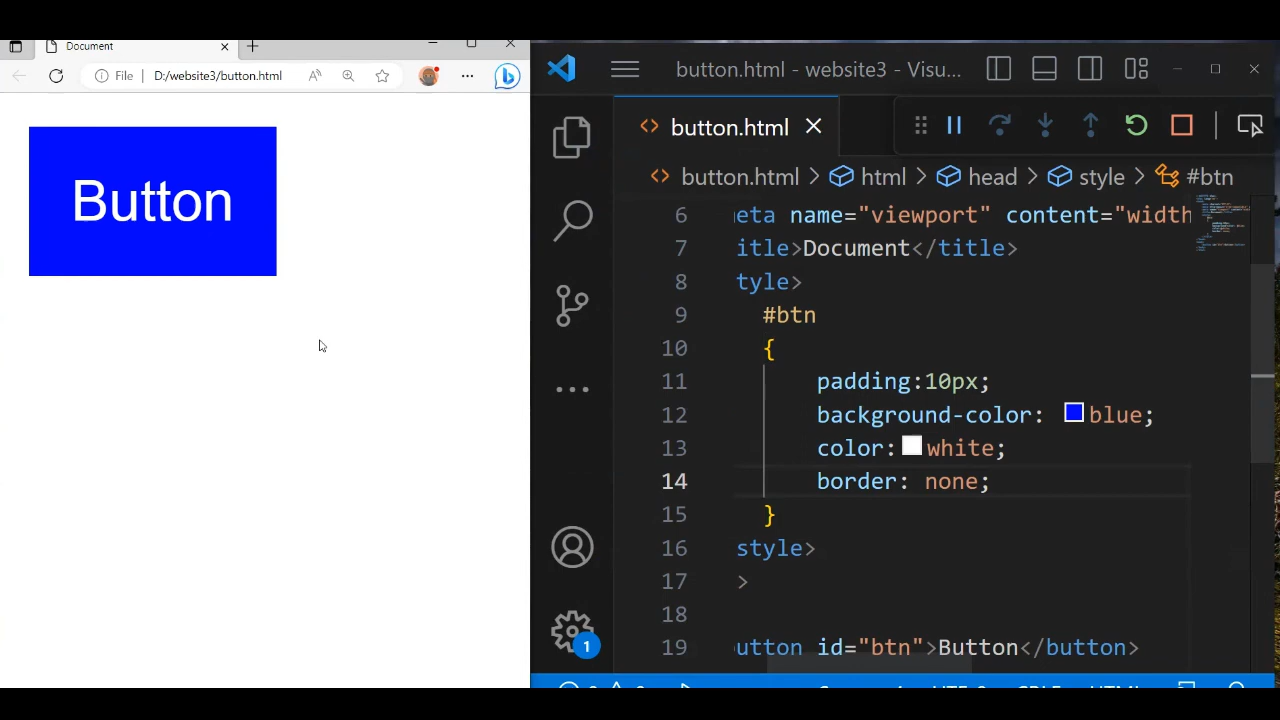 Document
File D:/website3/button.html
Button
button.html - website3 - Visu...
button.html
button.html > html > head > style > #btn
6 eta name="viewport" content="width
7 itle>Document</title>
8 tyle>
9 #btn
10 {
11 padding:10px;
12 background-color: blue;
13 color: white;
14 border: none;
15 }
16 style>
17 >
18
19 utton id="btn">Button</button>
1